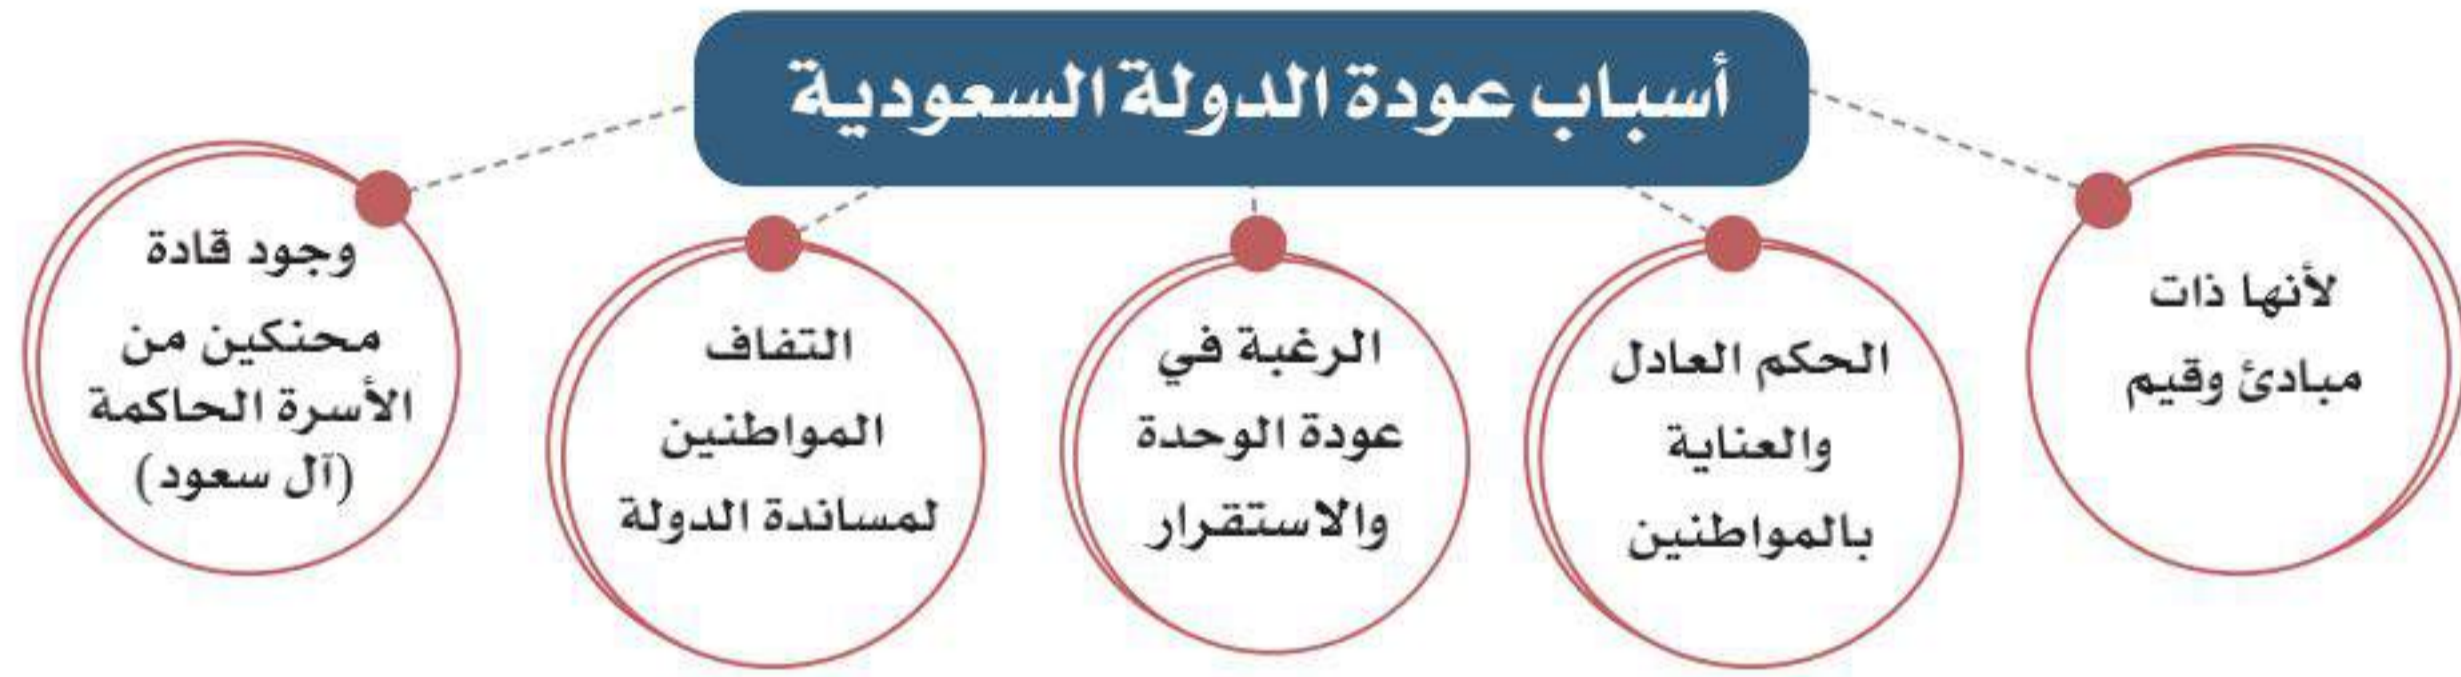 أسباب عودة الدولة السعودية
لأنها ذات
مبادئ وقيم
الحكم العادل
والعناية
بالمواطنين
الرغبة في
عودة الوحدة
والاستقرار
التفاف
المواطنين
لمساندة الدولة
وجود قادة
محنكين من
الأسرة الحاكمة
(آل سعود)